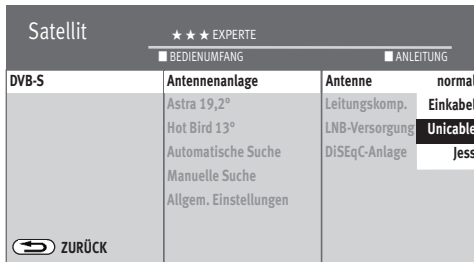 Satellit
★ ★ ★ EXPERTE
BEDIENUMFANG ANLEITUNG
DVB-S Antennenanlage Antenne normal
Astra 19,2° Leitungskomp. Einkabel
Hot Bird 13° LNB-Versorgung Unicable
Automatische Suche DiSEqC-Anlage Jess
Manuelle Suche
Allgem. Einstellungen
ZURÜCK